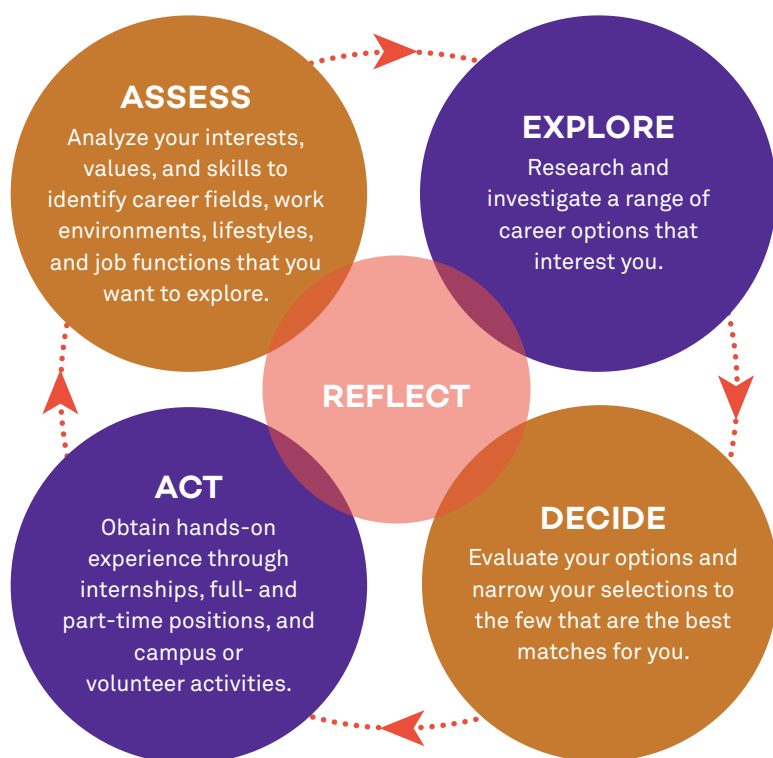 ASSESS
Analyze your interests,
values, and skills to
identify career fields, work
environments, lifestyles,
and job functions that you
want to explore.
EXPLORE
Research and
investigate a range of
career options that
interest you.
REFLECT
ACT
Obtain hands-on
experience through
internships, full- and
part-time positions, and
campus or
volunteer activities.
DECIDE
Evaluate your options and
narrow your selections to
the few that are the best
matches for you.